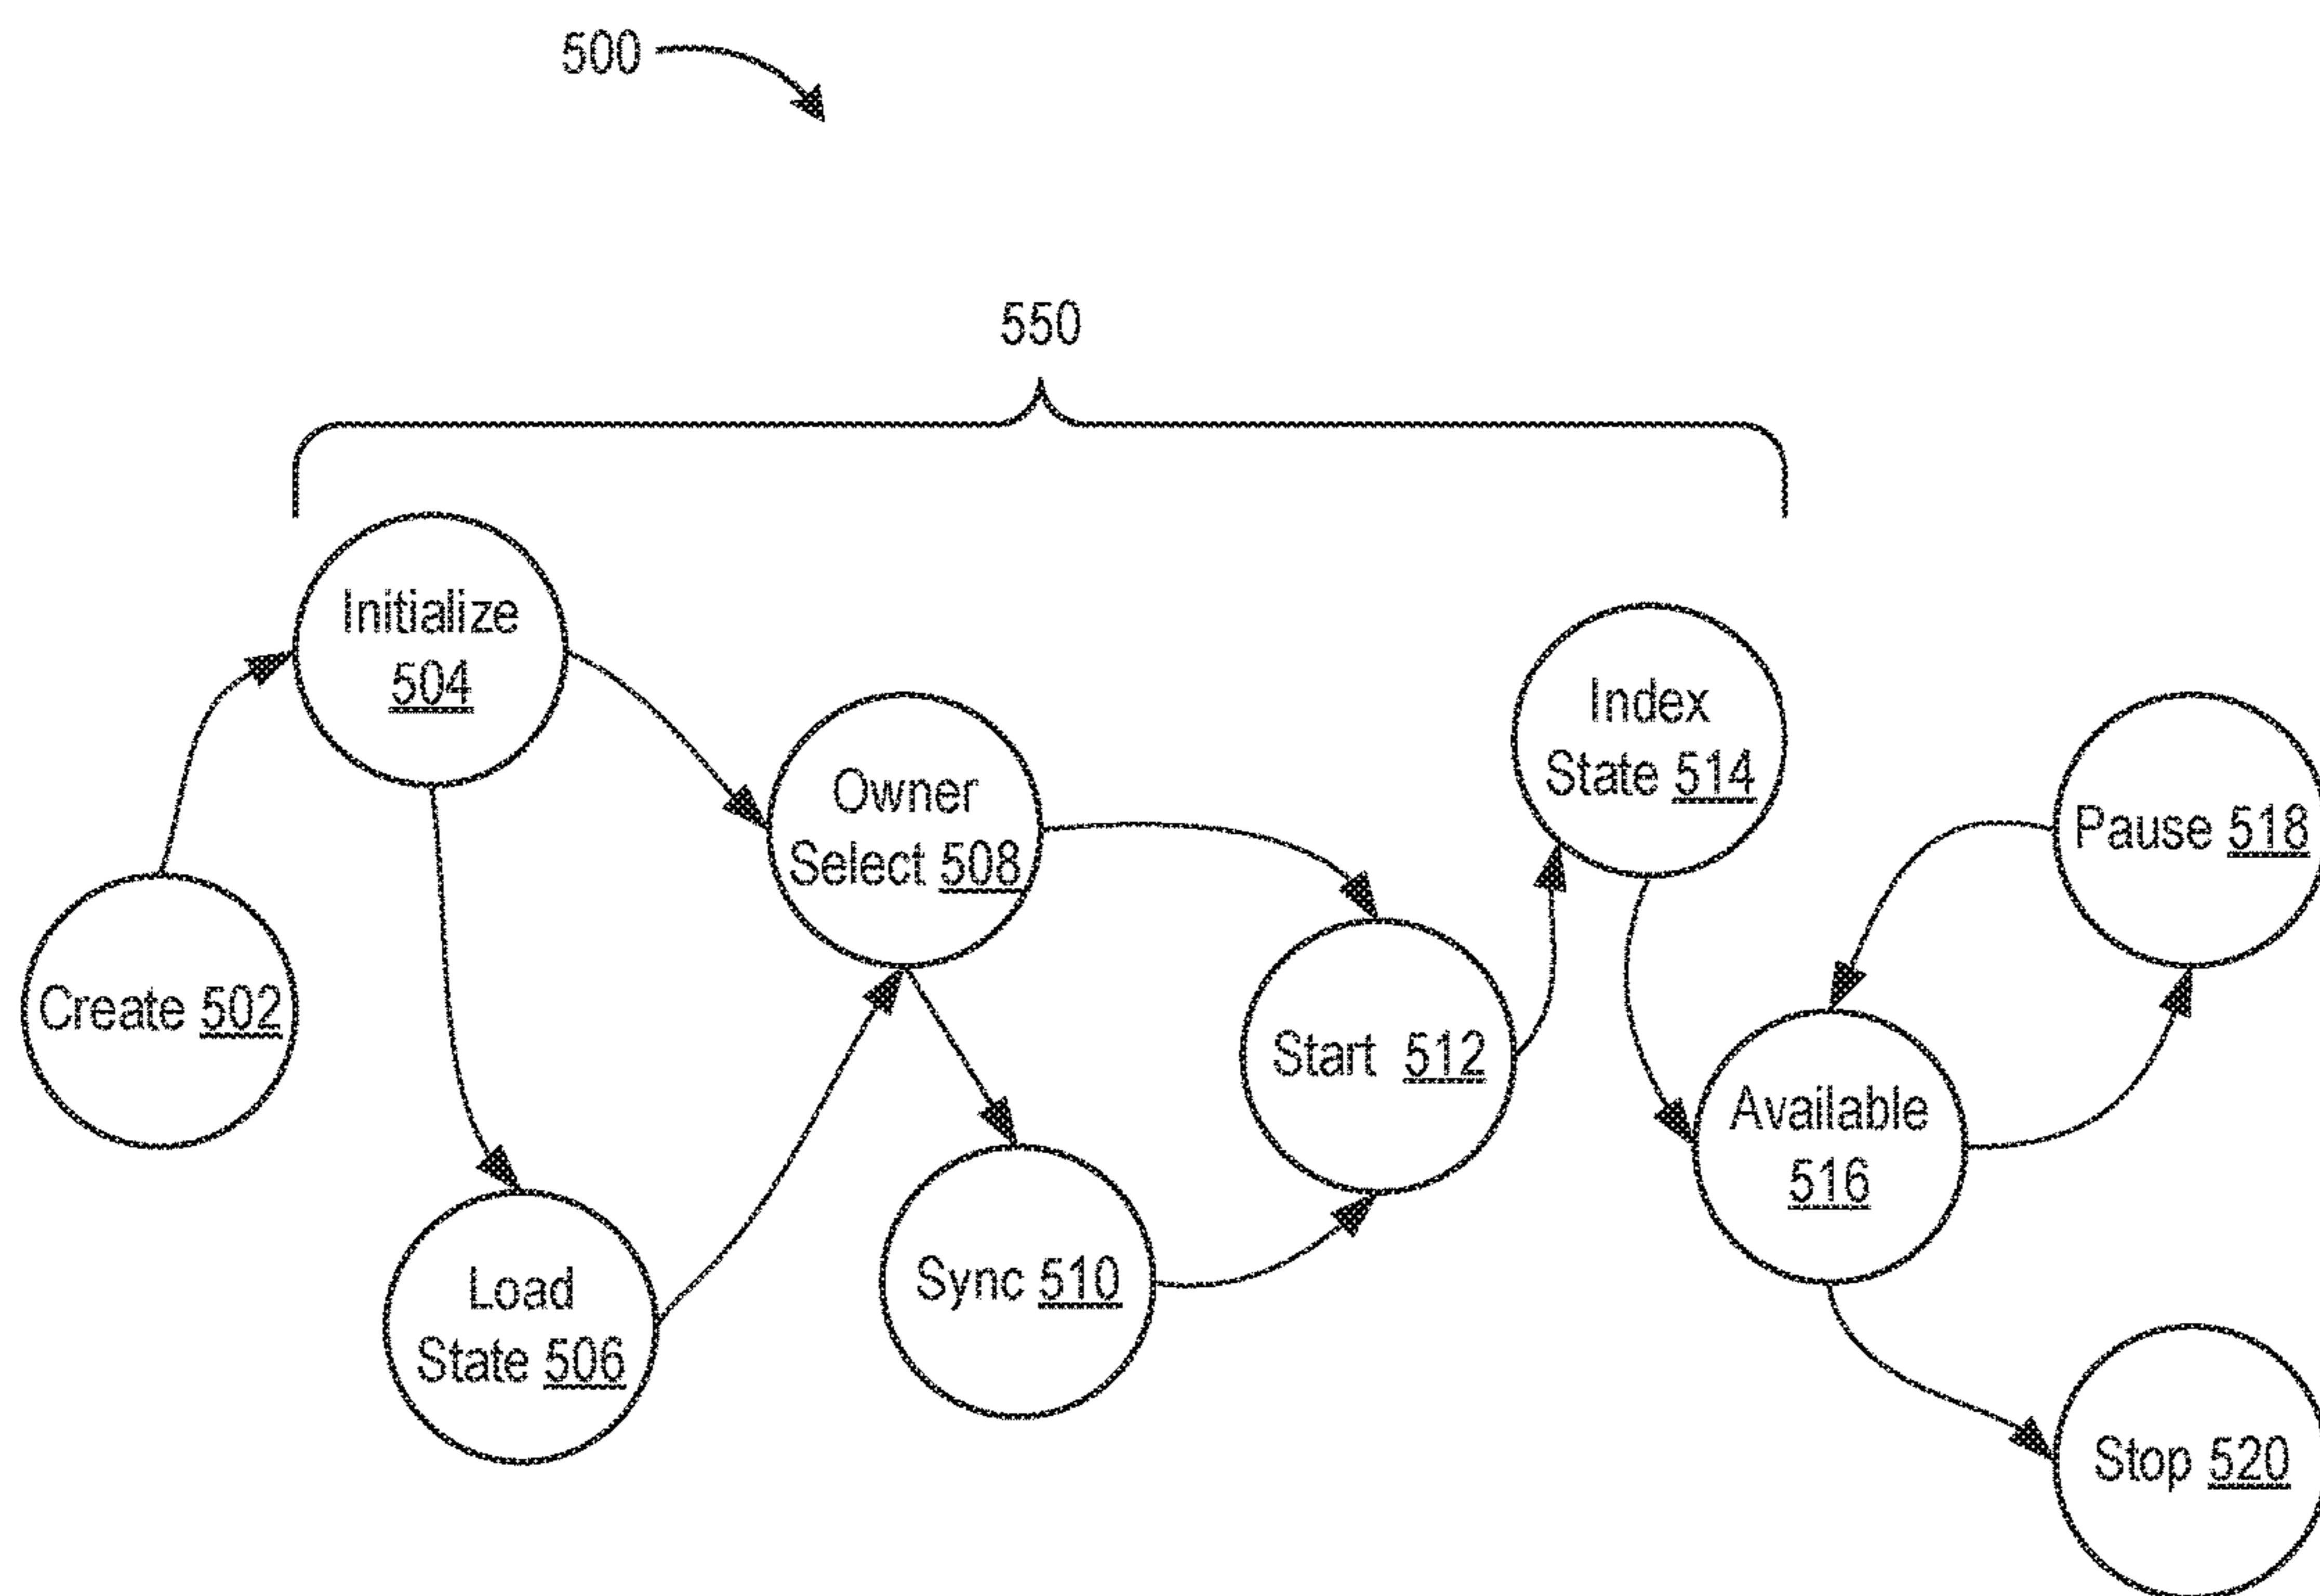 500
550
Initialize
504
Index
State 514
Owner
Select 508
Pause 518
Create 502
Start 512
Available
516
Load
State 506
Sync 510
Stop 520